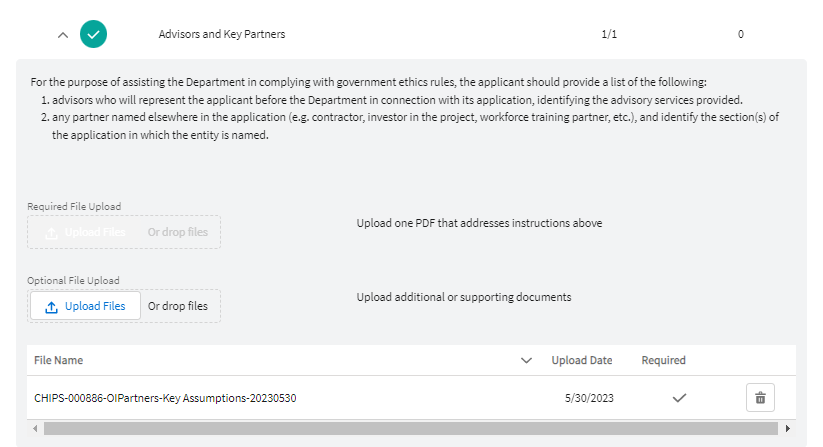 Advisors and Key Partners 1/1 0
For the purpose of assisting the Department in complying with government ethics rules, the applicant should provide a list of the following:
1. advisors who will represent the applicant before the Department in connection with its application, identifying the advisory services provided.
2. any partner named elsewhere in the application (e.g. contractor, investor in the project, workforce training partner, etc.), and identify the section(s) of
the application in which the entity is named.
Required File Upload
Upload Files Or drop files Upload one PDF that addresses instructions above
Optional File Upload
Upload Files Or drop files Upload additional or supporting documents
File Name Upload Date Required
CHIPS-000886-OIPartners-Key Assumptions-20230530 5/30/2023